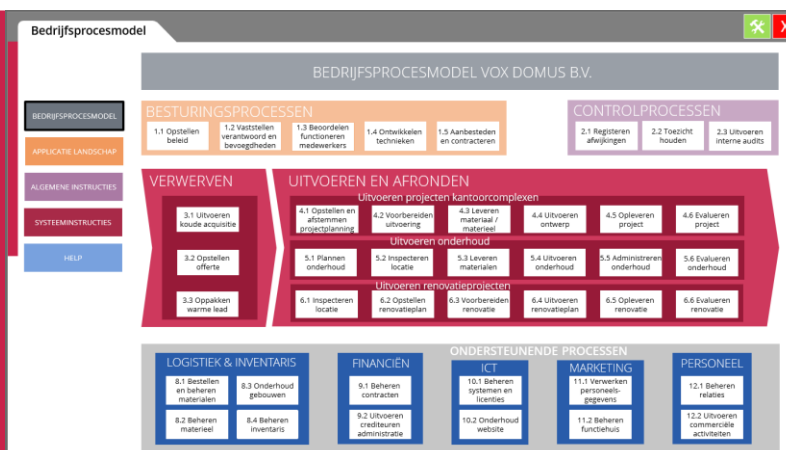 Bedrijfsprocesmodel
X
BEDRIJFSPROCESMODEL VOX DOMUS B.V.
BEDRIJFSPROCESMODEL
APPLICATIE LANDSCHAP
ALGEMENE INSTRUCTIES
SYSTEEMINSTRUCTIES
HELP
BESTURINGSPROCESSEN
1.1 Opstellen
beleid
1.2 Vaststellen
verantwoord en
bevoegdheden
1.3 Beoordelen
functioneren
medewerkers
1.4 Ontwikkelen
technieken
1.5 Aanbesteden
en contracteren
CONTROLPROCESSEN
2.1 Registeren
afwijkingen
2.2 Toezicht
houden
2.3 Uitvoeren
interne audits
VERWERVEN
3.1 Uitvoeren
koude acquisitie
3.2 Opstellen
offerte
3.3 Oppakken
warme lead
UITVOEREN EN AFRONDEN
Uitvoeren projecten kantoorcomplexen
4.1 Opstellen en
afstemmen
projectplanning
4.2 Voorbereiden
uitvoering
4.3 Leveren
materiaal /
materieel
4.4 Uitvoeren
ontwerp
4.5 Opleveren
project
4.6 Evalueren
project
Uitvoeren onderhoud
5.1 Plannen
onderhoud
5.2 Inspecteren
locatie
5.3 Leveren
materialen
5.4 Uitvoeren
onderhoud
5.5 Administreren
onderhoud
5.6 Evalueren
onderhoud
Uitvoeren renovatieprojecten
6.1 Inspecteren
locatie
6.2 Opstellen
renovatieplan
6.3 Voorbereiden
renovatie
6.4 Uitvoeren
renovatieplan
6.5 Opleveren
renovatie
6.6 Evalueren
renovatie
ONDERSTEUNENDE PROCESSEN
LOGISTIEK & INVENTARIS
8.1 Bestellen
en beheren
materialen
8.3 Onderhoud
gebouwen
8.2 Beheren
materieel
8.4 Beheren
inventaris
FINANCIËN
9.1 Beheren
contracten
9.2 Uitvoeren
crediteuren
administratie
ICT
10.1 Beheren
systemen en
licenties
10.2 Onderhoud
website
MARKETING
11.1 Verwerken
personeels-
gegevens
11.2 Beheren
functiehuis
PERSONEEL
12.1 Beheren
relaties
12.2 Uitvoeren
commerciële
activiteiten